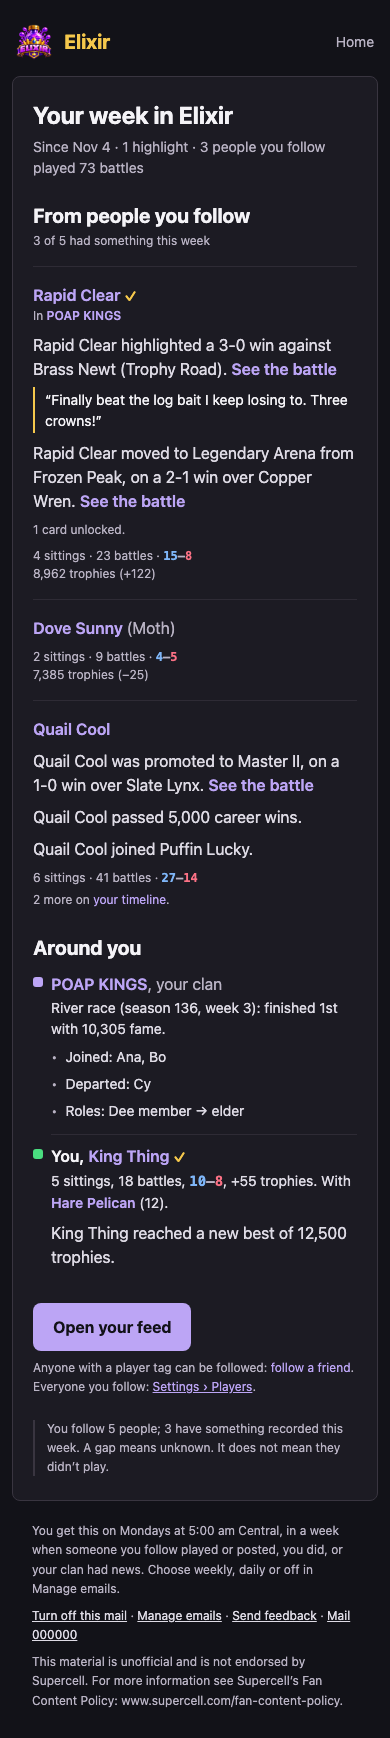 ELIXIR
Elixir
Home
Your week in Elixir
Since Nov 4 · 1 highlight · 3 people you follow
played 73 battles
From people you follow
3 of 5 had something this week
Rapid Clear ✓
In POAP KINGS
Rapid Clear highlighted a 3-0 win against
Brass Newt (Trophy Road). See the battle
“Finally beat the log bait I keep losing to. Three
crowns!”
Rapid Clear moved to Legendary Arena from
Frozen Peak, on a 2-1 win over Copper
Wren. See the battle
1 card unlocked.
4 sittings · 23 battles · 15–8
8,962 trophies (+122)
Dove Sunny (Moth)
2 sittings · 9 battles · 4–5
7,385 trophies (−25)
Quail Cool
Quail Cool was promoted to Master II, on a
1-0 win over Slate Lynx. See the battle
Quail Cool passed 5,000 career wins.
Quail Cool joined Puffin Lucky.
6 sittings · 41 battles · 27–14
2 more on your timeline.
Around you
POAP KINGS, your clan
River race (season 136, week 3): finished 1st
with 10,305 fame.
• Joined: Ana, Bo
• Departed: Cy
• Roles: Dee member → elder
You, King Thing ✓
5 sittings, 18 battles, 10–8, +55 trophies. With
Hare Pelican (12).
King Thing reached a new best of 12,500
trophies.
Open your feed
Anyone with a player tag can be followed: follow a friend.
Everyone you follow: Settings › Players.
You follow 5 people; 3 have something recorded this
week. A gap means unknown. It does not mean they
didn’t play.
You get this on Mondays at 5:00 am Central, in a week
when someone you follow played or posted, you did, or
your clan had news. Choose weekly, daily or off in
Manage emails.
Turn off this mail · Manage emails · Send feedback · Mail
000000
This material is unofficial and is not endorsed by
Supercell. For more information see Supercell’s Fan
Content Policy: www.supercell.com/fan-content-policy.